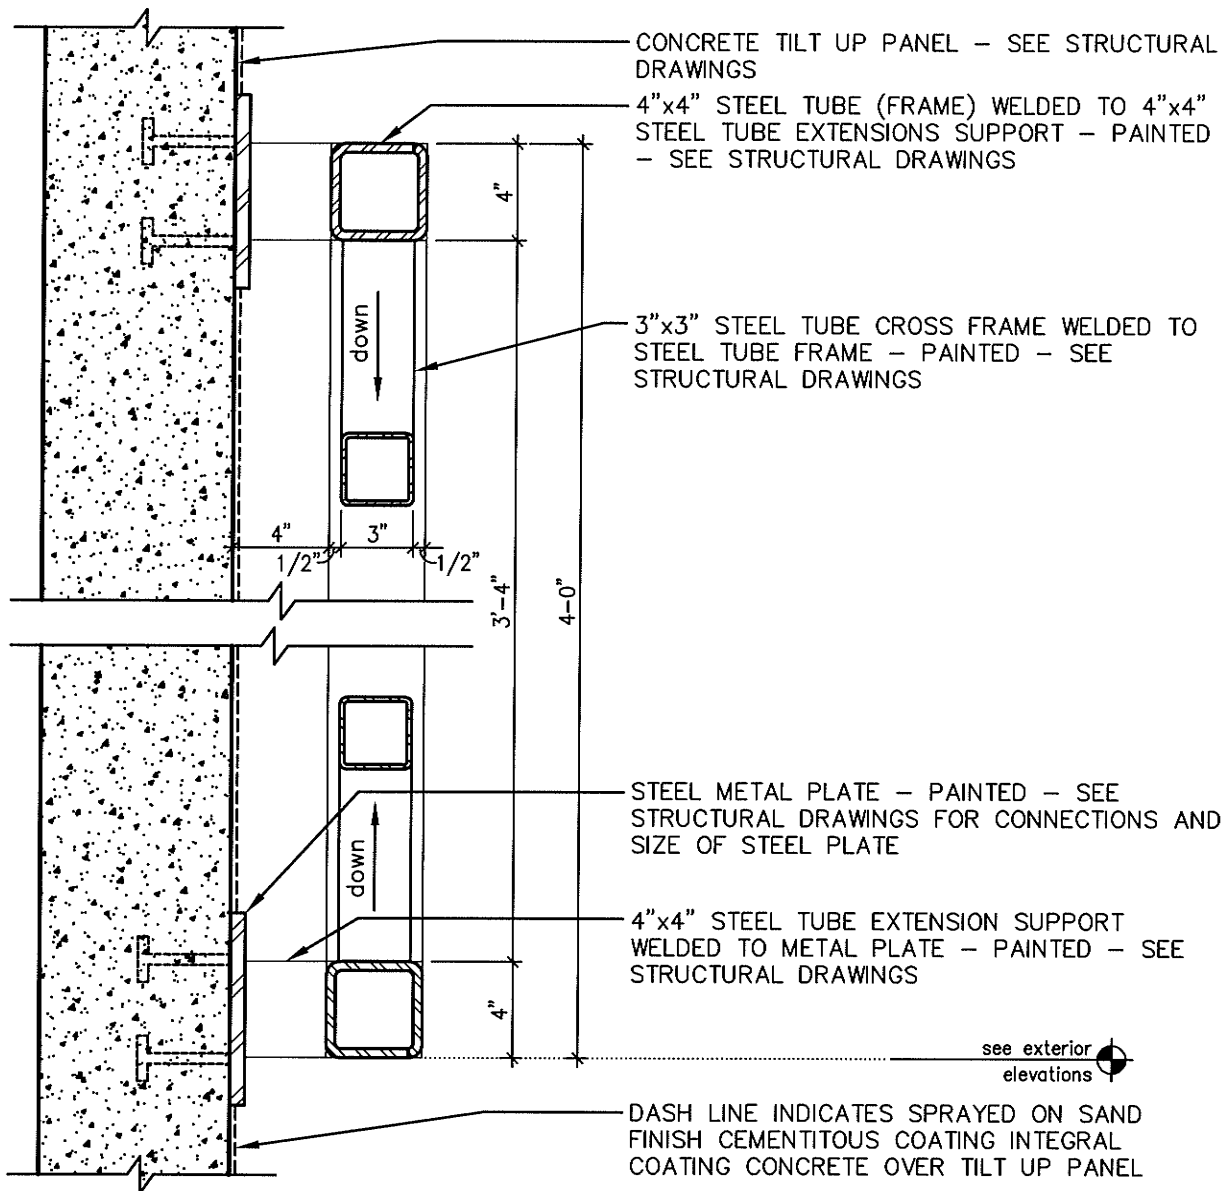 CONCRETE TILT UP PANEL – SEE STRUCTURAL
DRAWINGS
4"x4" STEEL TUBE (FRAME) WELDED TO 4"x4"
STEEL TUBE EXTENSIONS SUPPORT – PAINTED
– SEE STRUCTURAL DRAWINGS
4"
down
3"x3" STEEL TUBE CROSS FRAME WELDED TO
STEEL TUBE FRAME – PAINTED – SEE
STRUCTURAL DRAWINGS
4"
3"
1/2"
1/2"
3'-4"
4-0"
STEEL METAL PLATE – PAINTED – SEE
STRUCTURAL DRAWINGS FOR CONNECTIONS AND
SIZE OF STEEL PLATE
down
4"x4" STEEL TUBE EXTENSION SUPPORT
WELDED TO METAL PLATE – PAINTED – SEE
STRUCTURAL DRAWINGS
4"
see exterior
elevations
DASH LINE INDICATES SPRAYED ON SAND
FINISH CEMENTITOUS COATING INTEGRAL
COATING CONCRETE OVER TILT UP PANEL